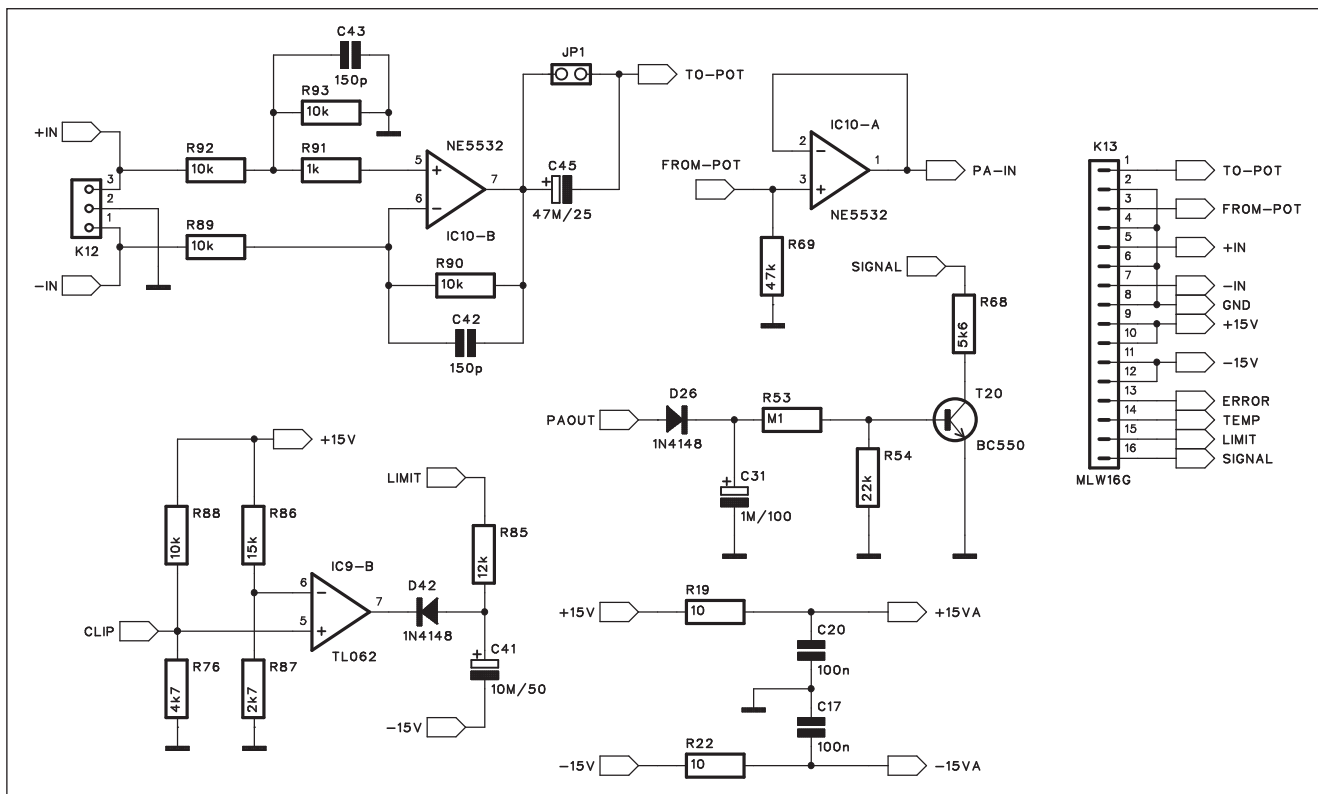 C43
150p
R93
10k
+IN
R92
10k
R91
1k
NE5532
5
+
6
−
7
IC10-B
JP1
TO-POT
C45
+
47M/25
3
2
1
K12
R89
10k
-IN
R90
10k
C42
150p
IC10-A
2
−
3
+
1
NE5532
FROM-POT
PA-IN
R69
47k
SIGNAL
R68
5k6
T20
BC550
PAOUT
D26
1N4148
R53
M1
R54
22k
+
C31
1M/100
K13
1
TO-POT
2
3
FROM-POT
4
5
+IN
6
7
-IN
8
GND
9
+15V
10
11
-15V
12
13
ERROR
14
TEMP
15
LIMIT
16
SIGNAL
MLW16G
+15V
R88
10k
R86
15k
IC9-B
6
−
5
+
7
TL062
CLIP
R76
4k7
R87
2k7
LIMIT
R85
12k
D42
1N4148
+
C41
10M/50
-15V
+15V
R19
10
+15VA
C20
100n
C17
100n
-15V
R22
10
-15VA